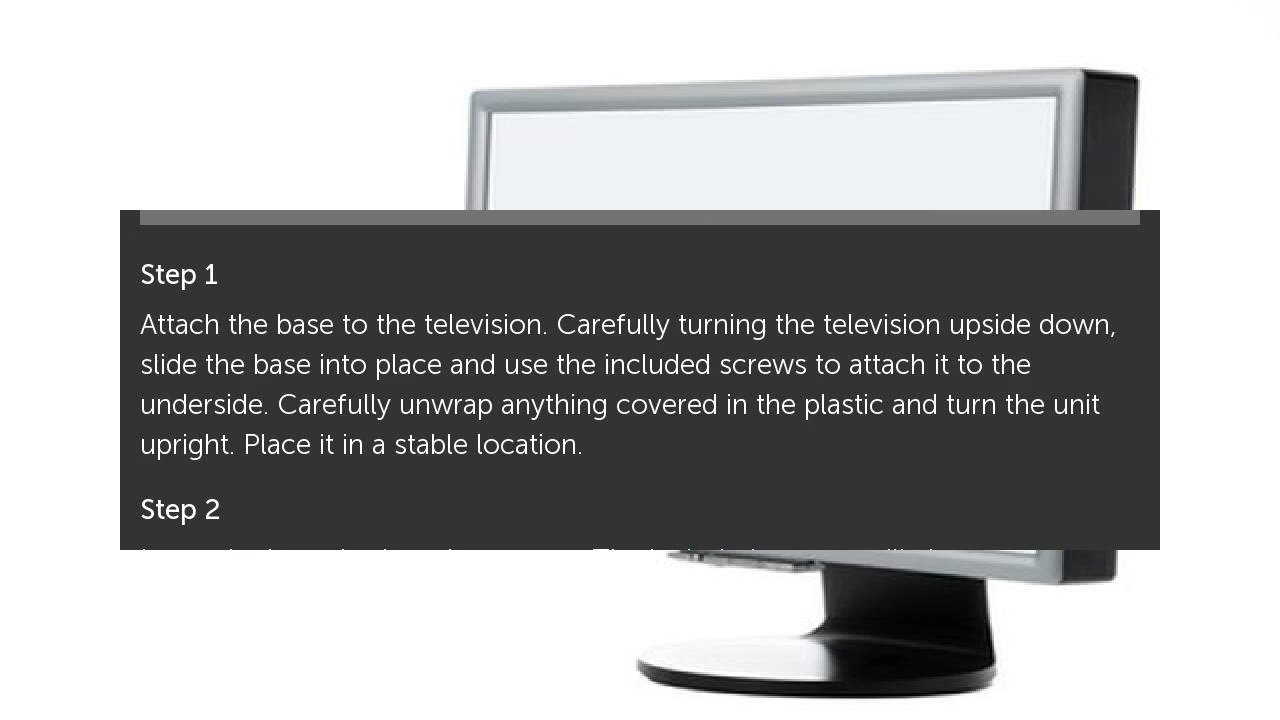 Step 1
Attach the base to the television. Carefully turning the television upside down,
slide the base into place and use the included screws to attach it to the
underside. Carefully unwrap anything covered in the plastic and turn the unit
upright. Place it in a stable location.
Step 2